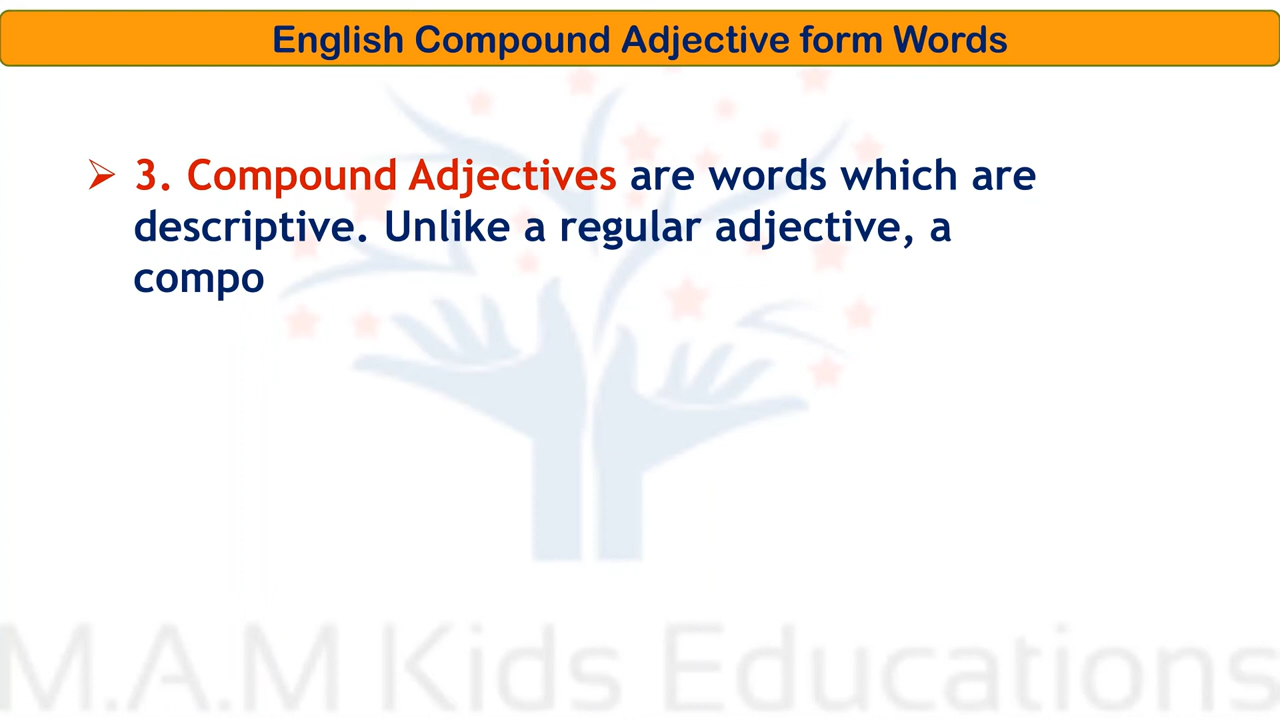 English Compound Adjective form Words
➢ 3. Compound Adjectives are words which are
descriptive. Unlike a regular adjective, a
compo
M.A.M Kids Educations